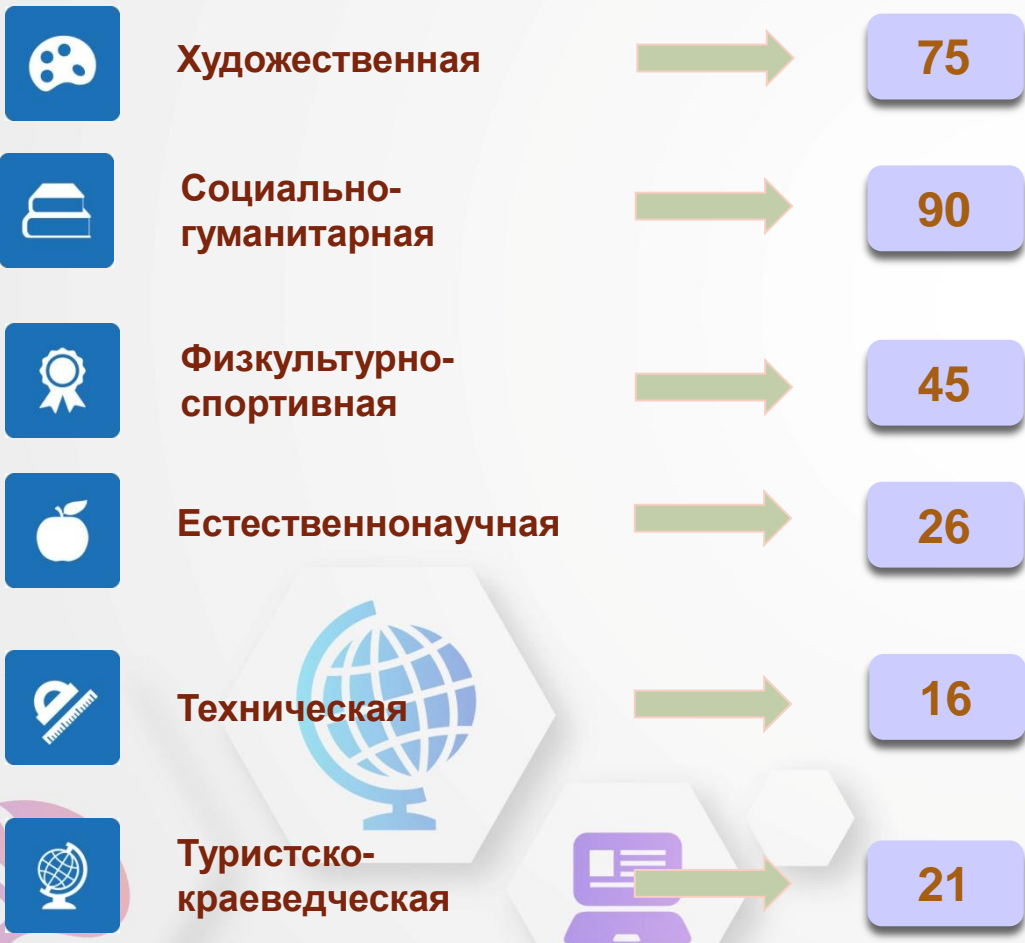 Художественная
75
Социально-
гуманитарная
90
Физкультурно-
спортивная
45
Естественнонаучная
26
Техническая
16
Туристско-
краеведческая
21